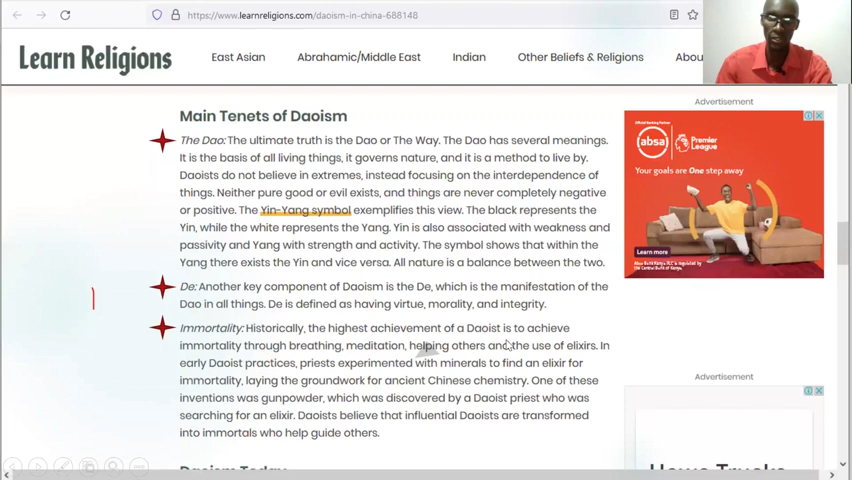 https://www.learnreligions.com/daoism-in-china-688148
Learn Religions
East Asian
Abrahamic/Middle East
Indian
Other Beliefs & Religions
Abou
Main Tenets of Daoism
The Dao: The ultimate truth is the Dao or The Way. The Dao has several meanings.
It is the basis of all living things, it governs nature, and it is a method to live by.
Daoists do not believe in extremes, instead focusing on the interdependence of
things. Neither pure good or evil exists, and things are never completely negative
or positive. The Yin-Yang symbol exemplifies this view. The black represents the
Yin, while the white represents the Yang. Yin is also associated with weakness and
passivity and Yang with strength and activity. The symbol shows that within the
Yang there exists the Yin and vice versa. All nature is a balance between the two.
De: Another key component of Daoism is the De, which is the manifestation of the
Dao in all things. De is defined as having virtue, morality, and integrity.
Immortality: Historically, the highest achievement of a Daoist is to achieve
immortality through breathing, meditation, helping others and the use of elixirs. In
early Daoist practices, priests experimented with minerals to find an elixir for
immortality, laying the groundwork for ancient Chinese chemistry. One of these
inventions was gunpowder, which was discovered by a Daoist priest who was
searching for an elixir. Daoists believe that influential Daoists are transformed
into immortals who help guide others.
Advertisement
Official Banking Partner
absa
Premier
League
Your goals are One step away
Learn more
Advertisement